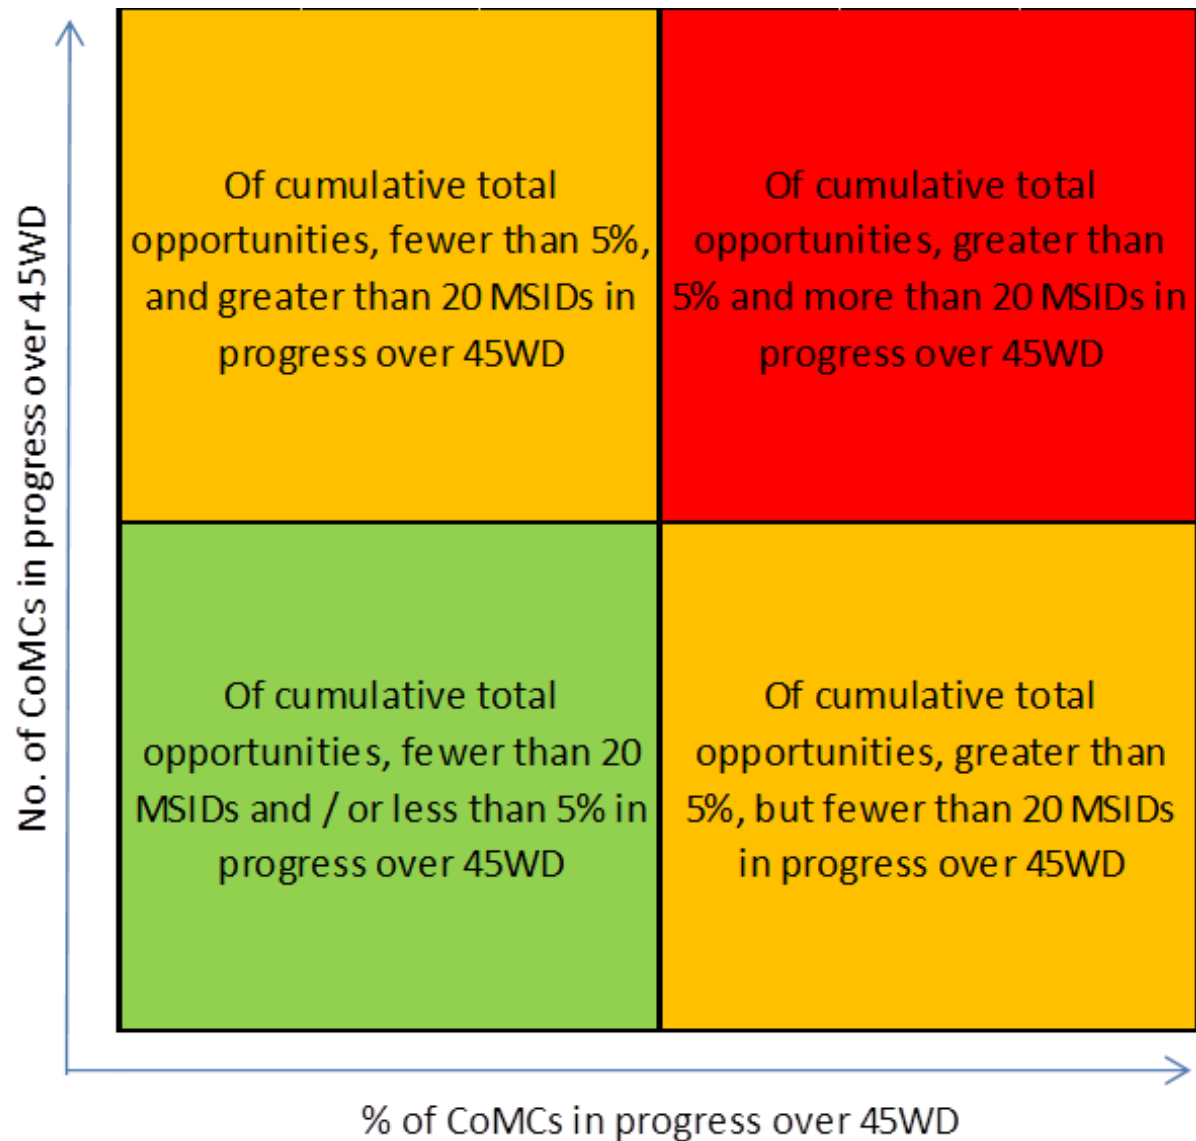 No. of CoMCs in progress over 45WD
Of cumulative total
opportunities, fewer than 5%,
and greater than 20 MSIDs in
progress over 45WD
Of cumulative total
opportunities, greater than
5% and more than 20 MSIDs in
progress over 45WD
Of cumulative total
opportunities, fewer than 20
MSIDs and / or less than 5% in
progress over 45WD
Of cumulative total
opportunities, greater than
5%, but fewer than 20 MSIDs
in progress over 45WD
% of CoMCs in progress over 45WD